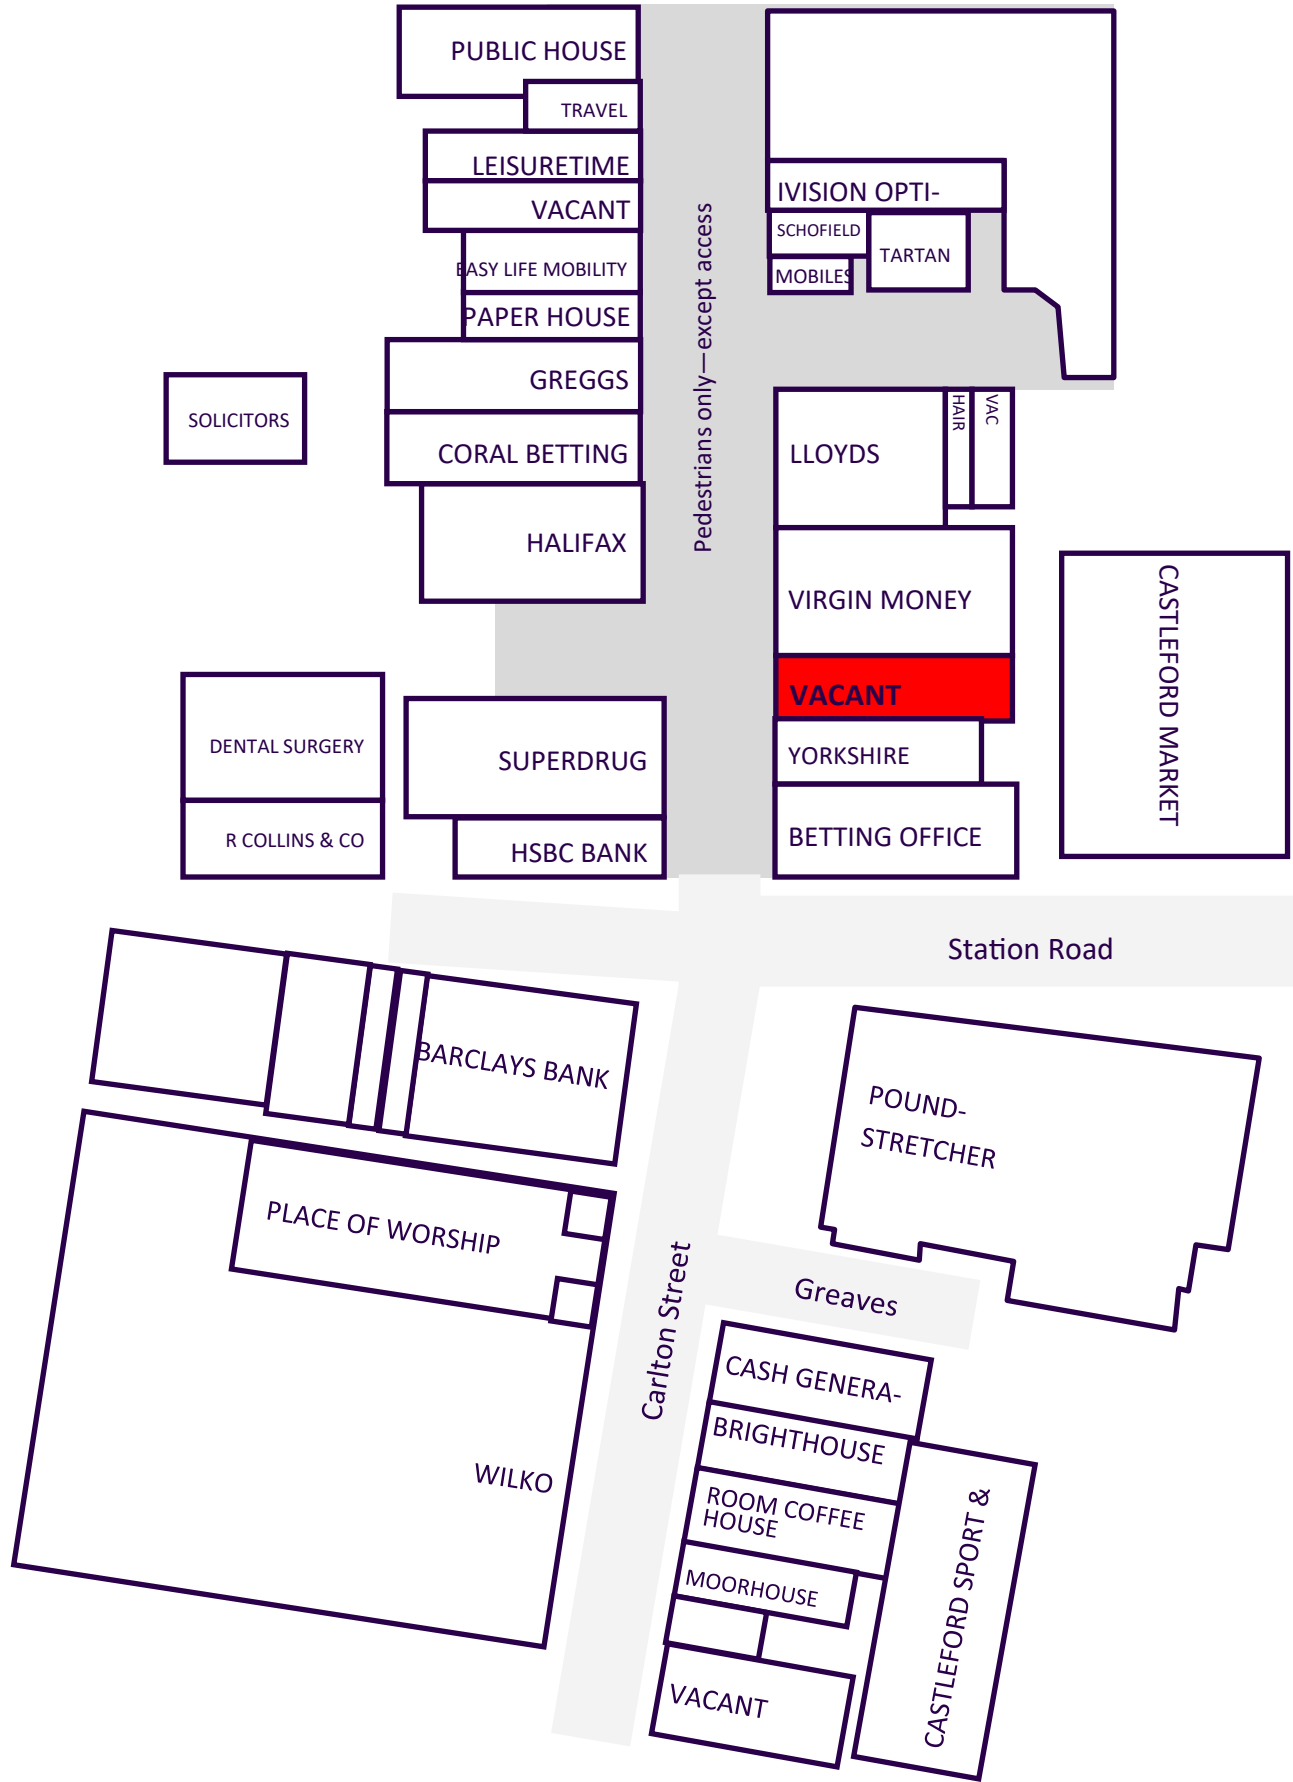 PUBLIC HOUSE
TRAVEL
LEISURETIME
VACANT
EASY LIFE MOBILITY
PAPER HOUSE
GREGGS
CORAL BETTING
HALIFAX
SOLICITORS
Pedestrians only—except access
IVISION OPTI-
SCHOFIELD
TARTAN
MOBILES
LLOYDS
HAIR
VAC
VIRGIN MONEY
VACANT
YORKSHIRE
BETTING OFFICE
CASTLEFORD MARKET
DENTAL SURGERY
R COLLINS & CO
SUPERDRUG
HSBC BANK
Station Road
BARCLAYS BANK
POUND-
STRETCHER
PLACE OF WORSHIP
WILKO
Carlton Street
Greaves
CASH GENERA-
BRIGHTHOUSE
ROOM COFFEE
HOUSE
MOORHOUSE
VACANT
CASTLEFORD SPORT &